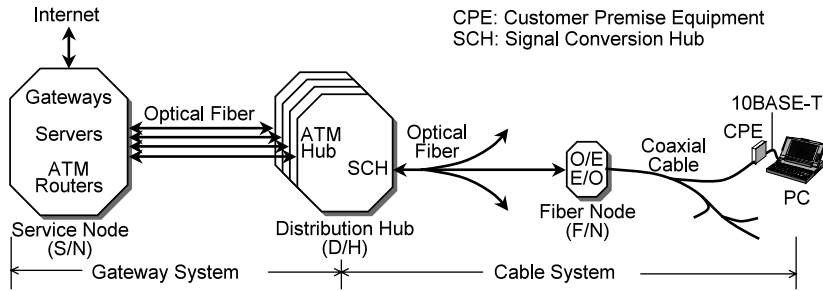 Internet
CPE: Customer Premise Equipment
SCH: Signal Conversion Hub
Gateways
Servers
ATM
Routers
Optical Fiber
ATM
Hub
SCH
Optical
Fiber
O/E
E/O
Coaxial
Cable
10BASE-T
CPE
PC
Service Node
(S/N)
Distribution Hub
(D/H)
Fiber Node
(F/N)
Gateway System
Cable System